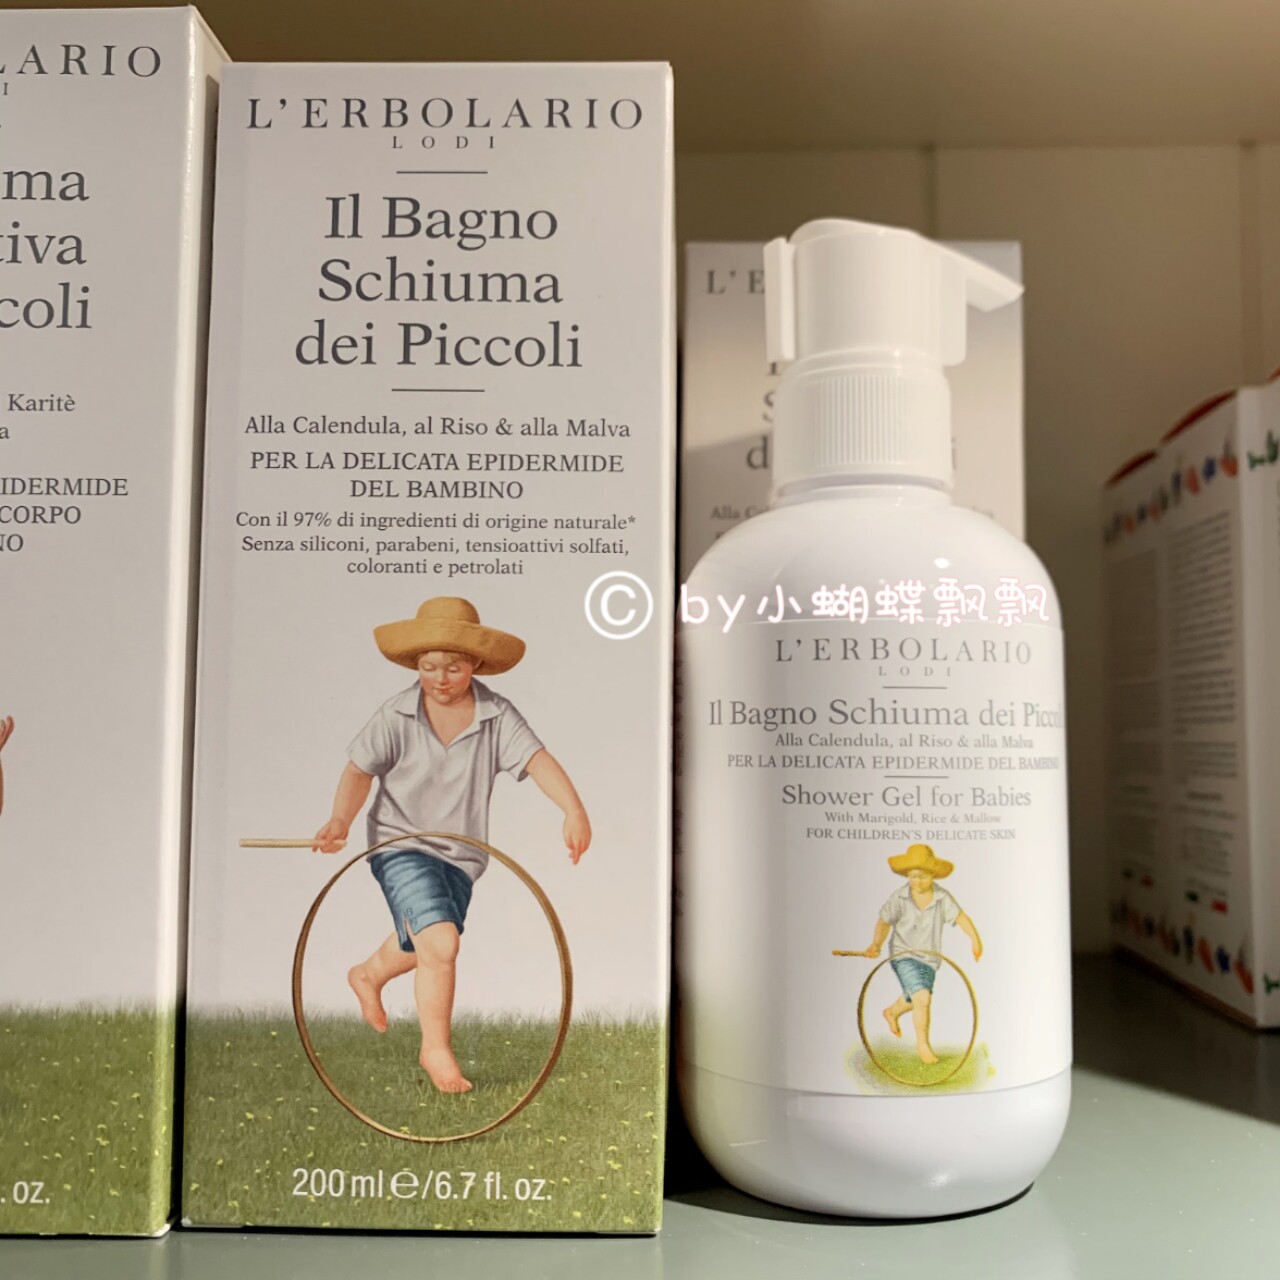 LARIO
I
ma
tiva
coli
Karitè
a
IDERMIDE
CORPO
NO
. oz.
L'ERBOLARIO
LODI
Il Bagno
Schiuma
dei Piccoli
Alla Calendula, al Riso & alla Malva
PER LA DELICATA EPIDERMIDE
DEL BAMBINO
Con il 97% di ingredienti di origine naturale*
Senza siliconi, parabeni, tensioattivi solfati,
coloranti e petrolati
200 ml ℮/6.7 fl. oz.
L'E
S
d
i
Alla C
© by小蝴蝶飘飘
L'ERBOLARIO
LODI
Il Bagno Schiuma dei Piccoli
Alla Calendula, al Riso & alla Malva
PER LA DELICATA EPIDERMIDE DEL BAMBINO
Shower Gel for Babies
With Marigold, Rice & Mallow
FOR CHILDREN'S DELICATE SKIN